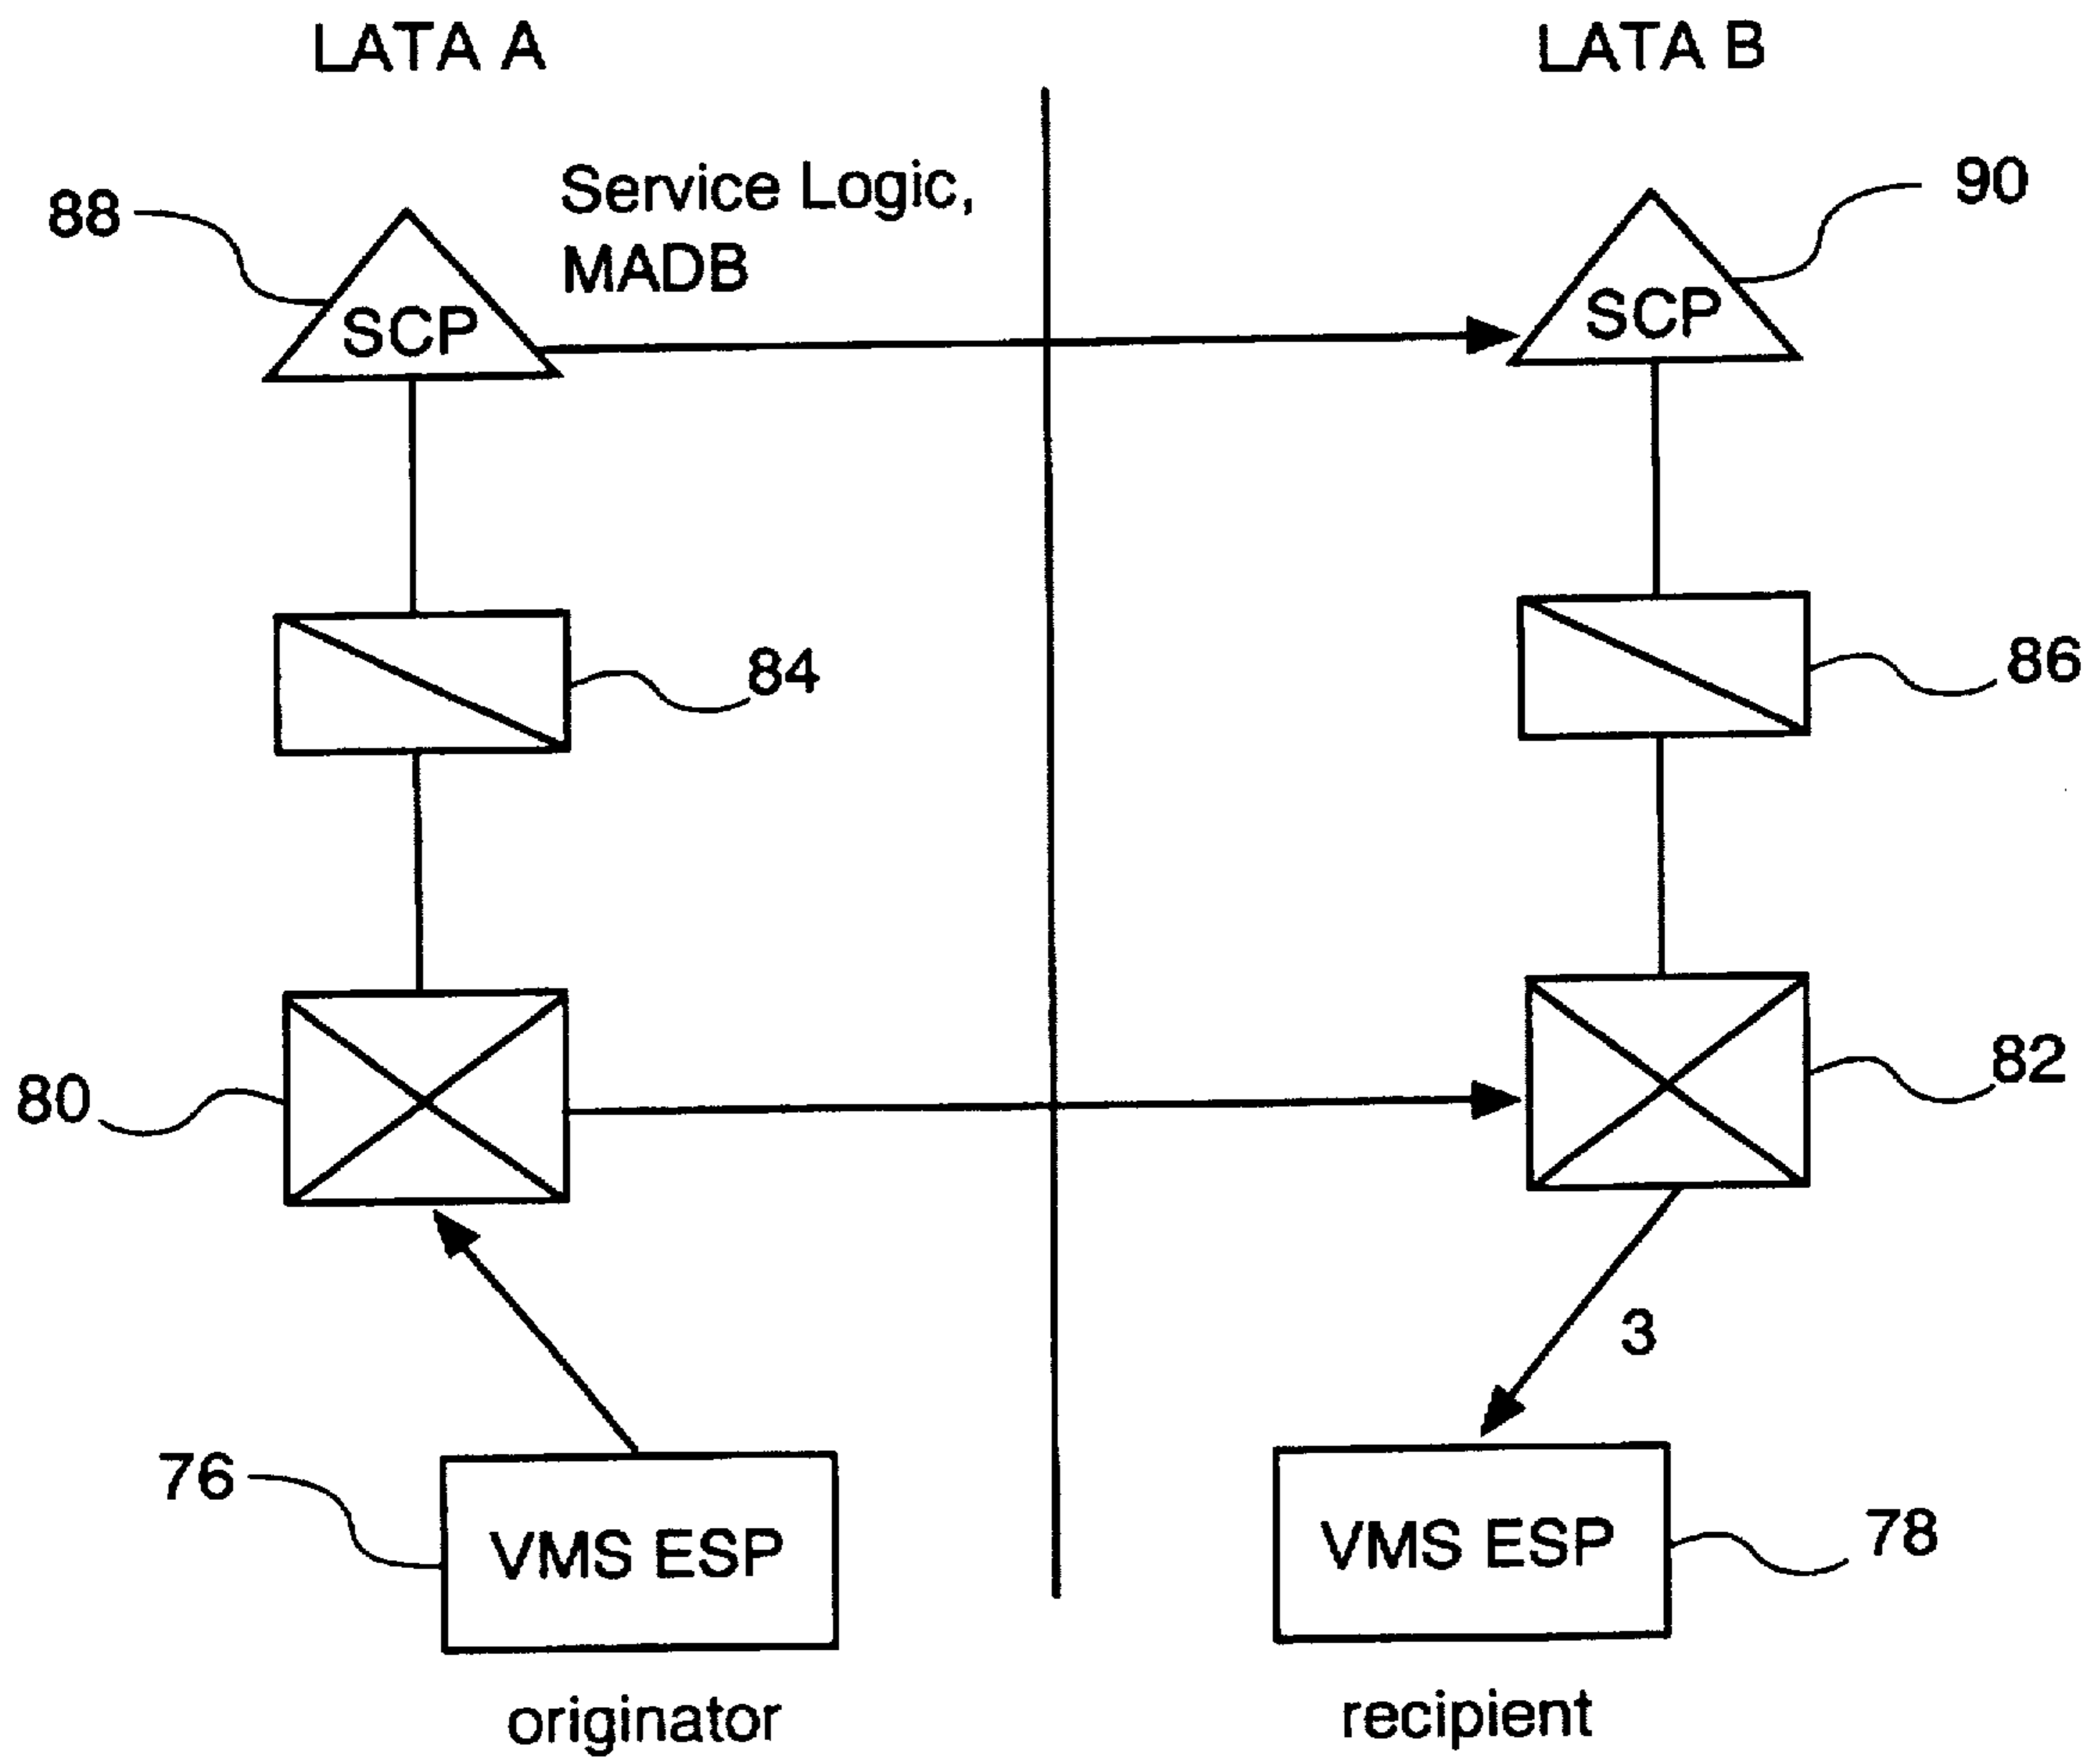 LATA A
LATA B
88
Service Logic,
MADB
90
SCP
SCP
84
86
80
82
3
76
VMS ESP
VMS ESP
78
originator
recipient